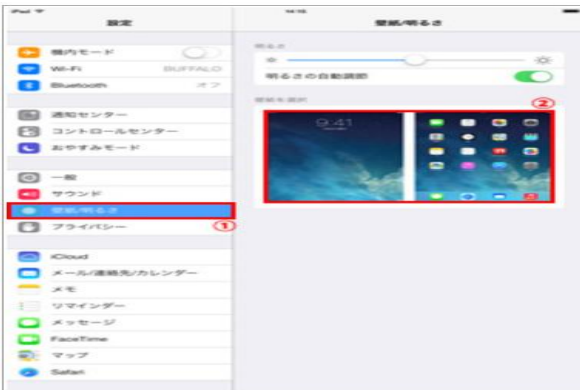 iPad
14:15
設定
機内モード
Wi-Fi
BUFFALO
Bluetooth
オフ
通知センター
コントロールセンター
おやすみモード
一般
サウンド
壁紙/明るさ
①
プライバシー
iCloud
メール/連絡先/カレンダー
メモ
リマインダー
メッセージ
FaceTime
マップ
Safari
壁紙/明るさ
明るさ
明るさの自動調節
壁紙を選択
②
9:41